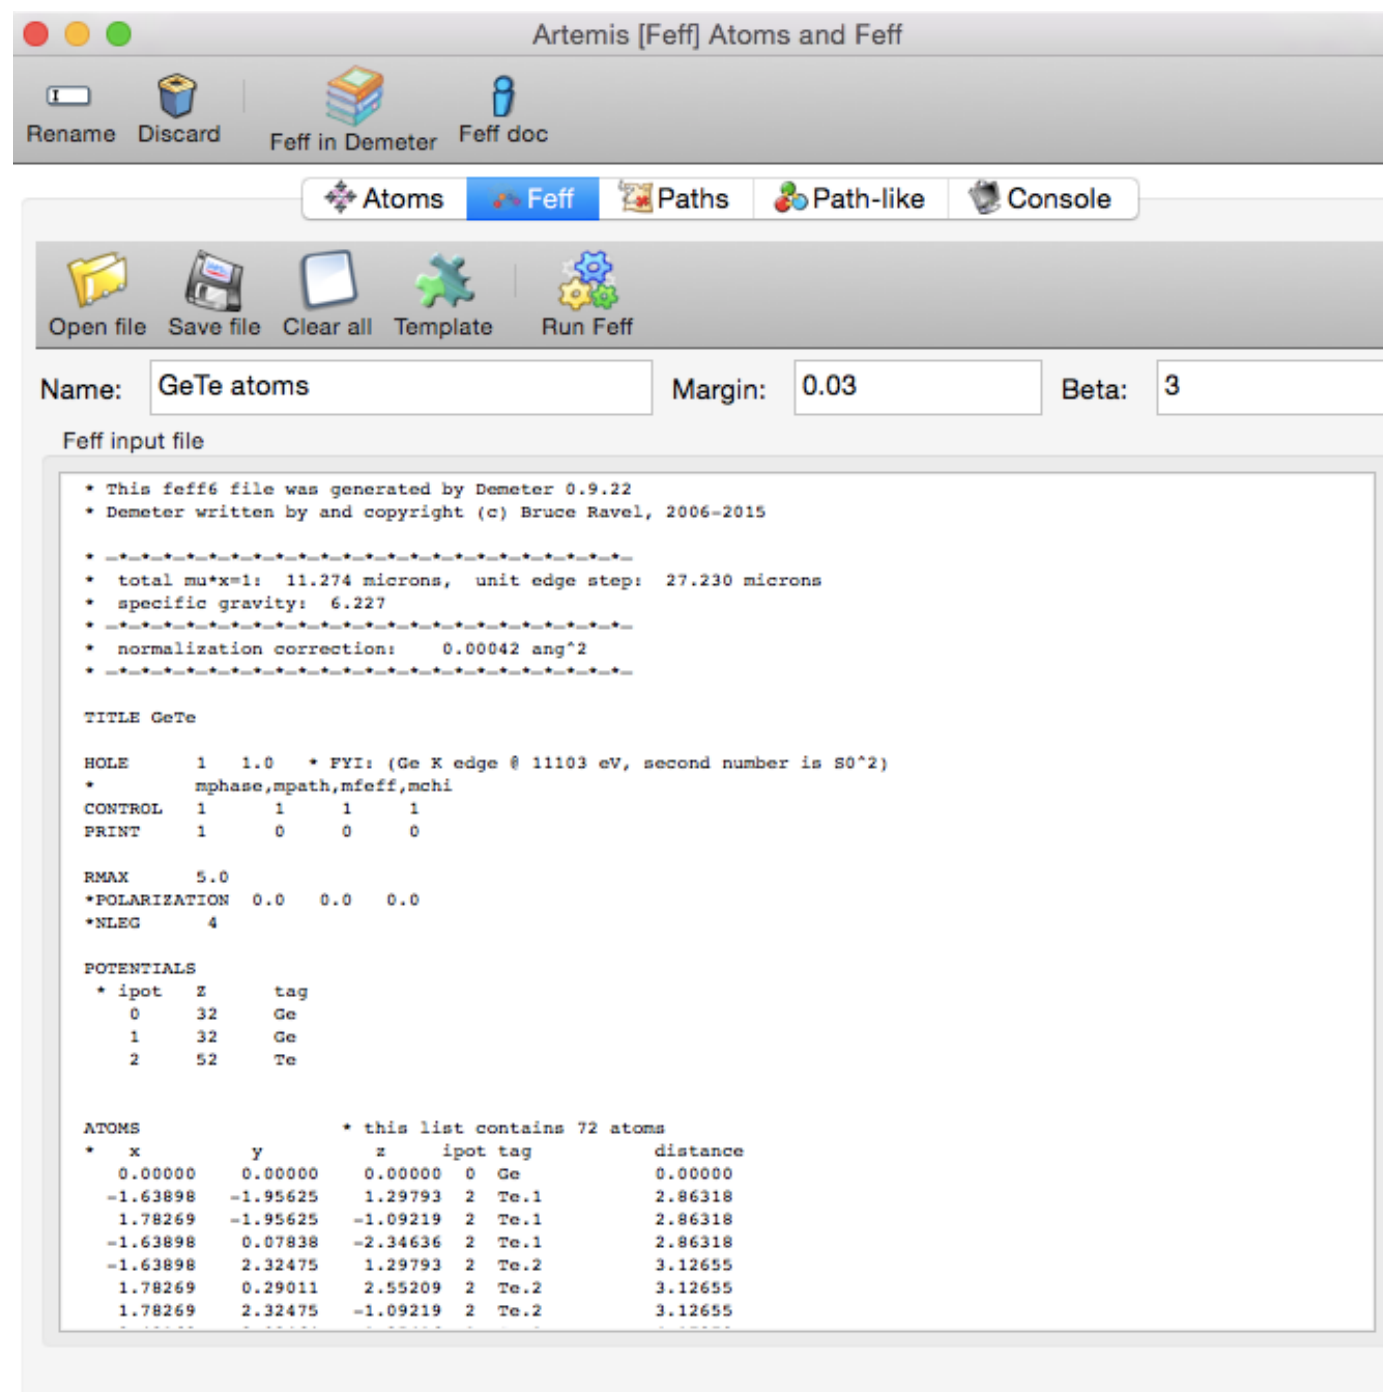 Artemis [Feff] Atoms and Feff
Rename Discard Feff in Demeter Feff doc
Atoms Feff Paths Path-like Console
Open file Save file Clear all Template Run Feff
Name: GeTe atoms Margin: 0.03 Beta: 3
Feff input file
* This feff6 file was generated by Demeter 0.9.22
* Demeter written by and copyright (c) Bruce Ravel, 2006-2015
* —*—*—*—*—*—*—*—*—*—*—*—*—*—*—*—*—*—*—*—*—*—*—*—
* total mu*x=1: 11.274 microns, unit edge step: 27.230 microns
* specific gravity: 6.227
* —*—*—*—*—*—*—*—*—*—*—*—*—*—*—*—*—*—*—*—*—*—*—*—
* normalization correction: 0.00042 ang^2
* —*—*—*—*—*—*—*—*—*—*—*—*—*—*—*—*—*—*—*—*—*—*—*—
TITLE GeTe
HOLE 1 1.0 * FYI: (Ge K edge @ 11103 eV, second number is S0^2)
* mphase,mpath,mfeff,mchi
CONTROL 1 1 1 1
PRINT 1 0 0 0
RMAX 5.0
*POLARIZATION 0.0 0.0 0.0
*NLEG 4
POTENTIALS
* ipot Z tag
0 32 Ge
1 32 Ge
2 52 Te
ATOMS * this list contains 72 atoms
* x y z ipot tag distance
0.00000 0.00000 0.00000 0 Ge 0.00000
-1.63898 -1.95625 1.29793 2 Te.1 2.86318
1.78269 -1.95625 -1.09219 2 Te.1 2.86318
-1.63898 0.07838 -2.34636 2 Te.1 2.86318
-1.63898 2.32475 1.29793 2 Te.2 3.12655
1.78269 0.29011 2.55209 2 Te.2 3.12655
1.78269 2.32475 -1.09219 2 Te.2 3.12655